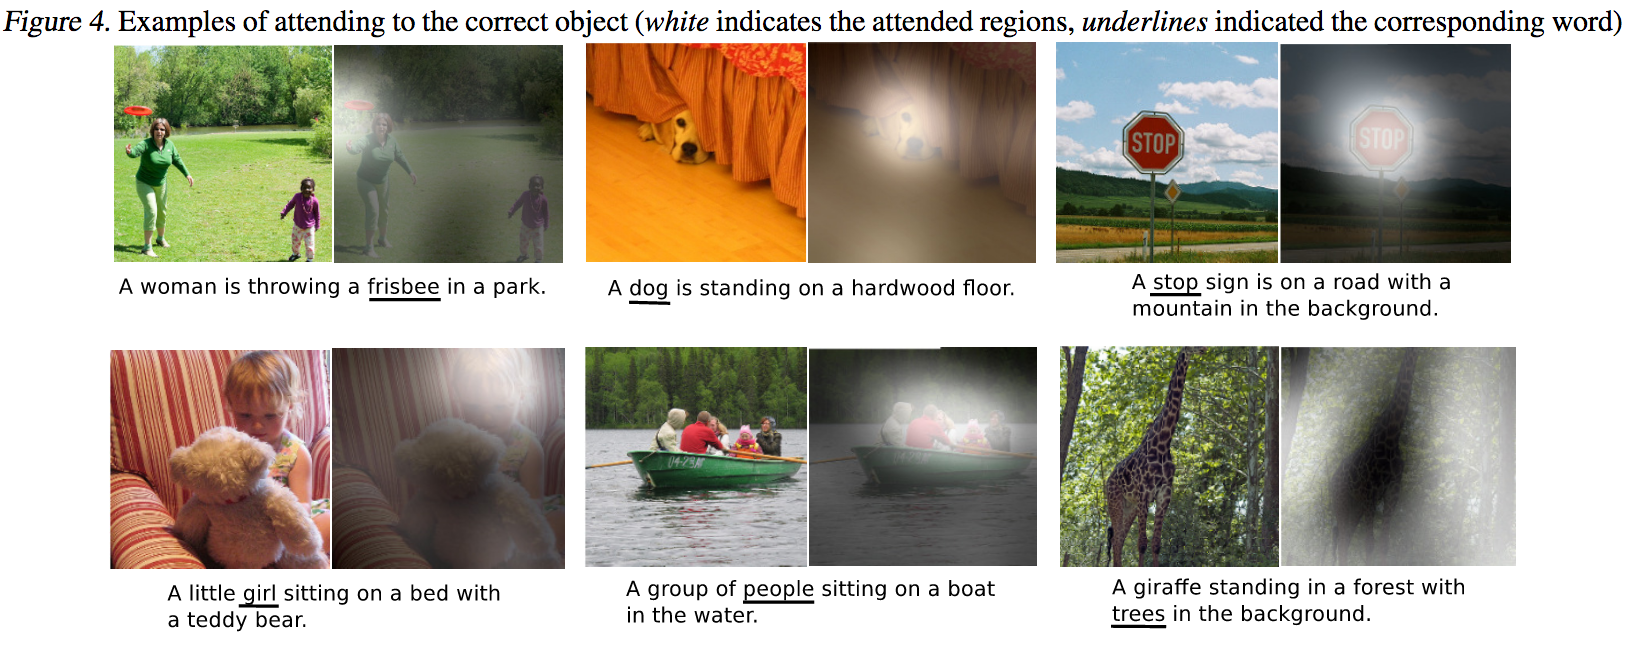 Figure 4. Examples of attending to the correct object (white indicates the attended regions, underlines indicated the corresponding word)
STOP
STOP
A woman is throwing a frisbee in a park.
A dog is standing on a hardwood floor.
A stop sign is on a road with a
mountain in the background.
A little girl sitting on a bed with
a teddy bear.
A group of people sitting on a boat
in the water.
A giraffe standing in a forest with
trees in the background.